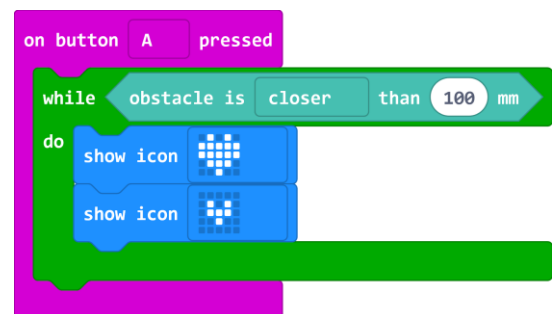 on button A pressed
while obstacle is closer than 100 mm
do
show icon
show icon